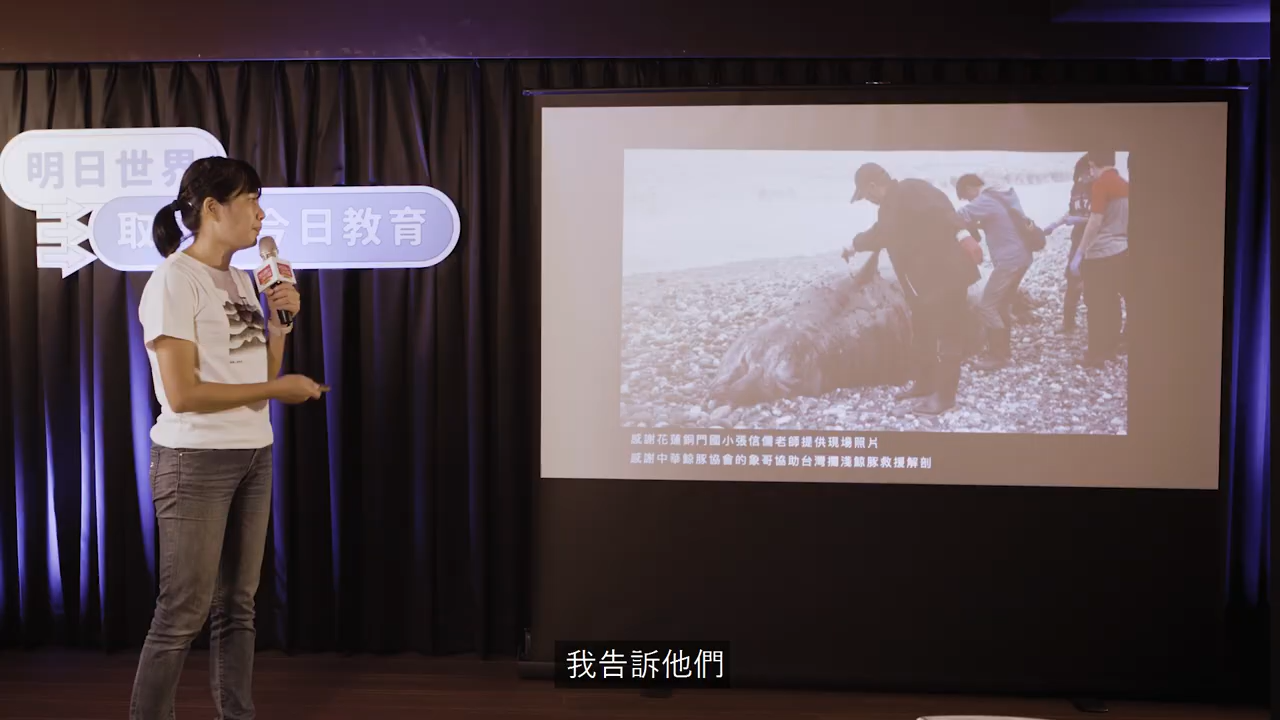 明日世界
取 今日教育
感謝花蓮銅門國小張信儒老師提供現場照片
感謝中華鯨豚協會的象哥協助台灣擱淺鯨豚救援解剖
我告訴他們